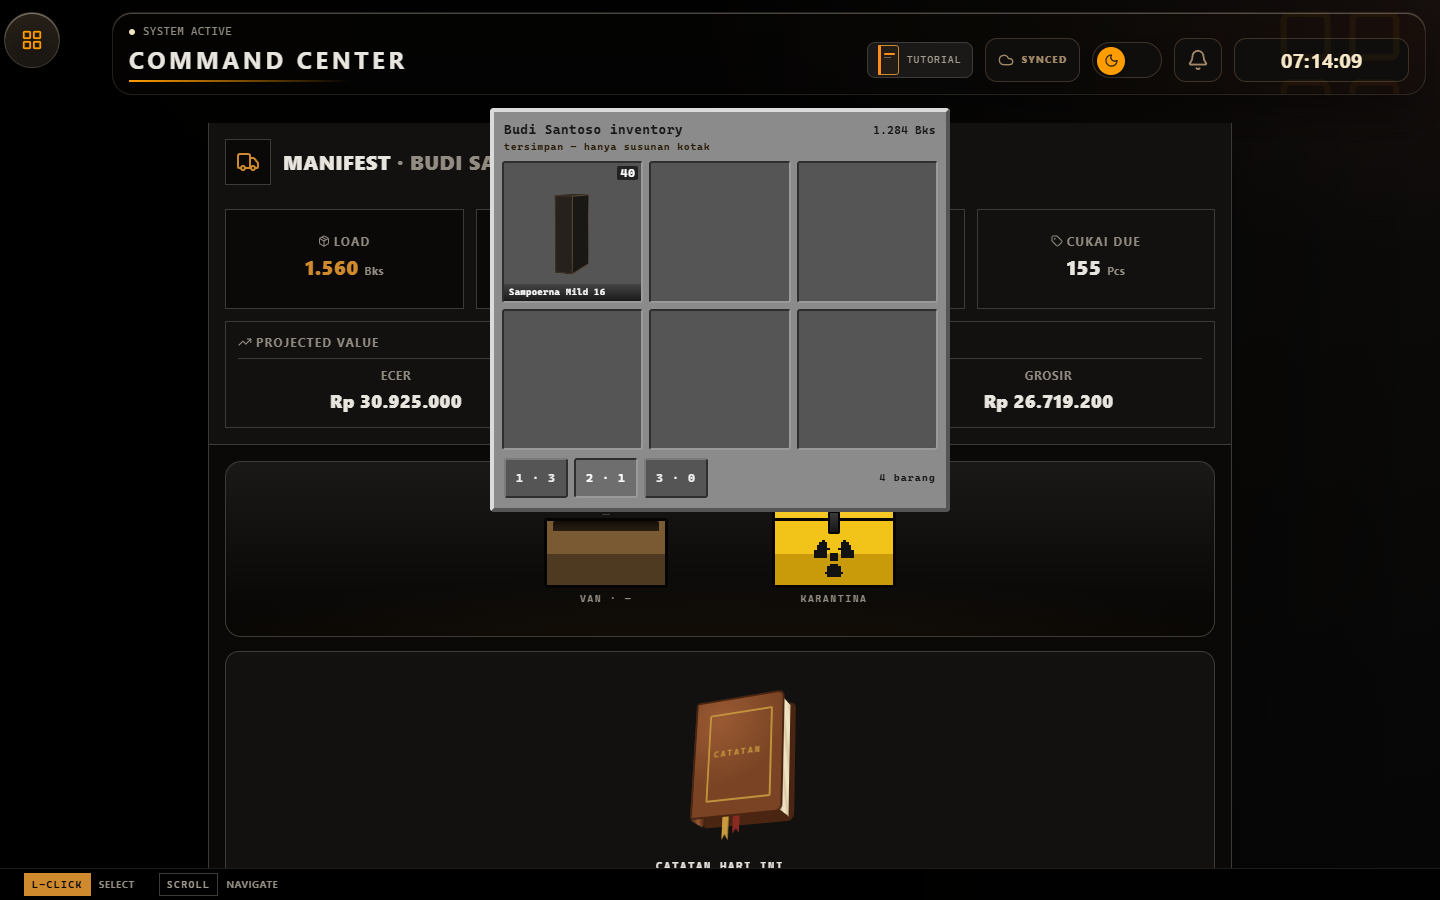 SYSTEM ACTIVE
COMMAND CENTER
TUTORIAL
SYNCED
07:14:09
MANIFEST · BUDI SA
LOAD
1.560 Bks
CUKAI DUE
155 Pcs
PROJECTED VALUE
ECER
Rp 30.925.000
GROSIR
Rp 26.719.200
Budi Santoso inventory
1.284 Bks
tersimpan — hanya susunan kotak
40
Sampoerna Mild 16
1 · 3
2 · 1
3 · 0
4 barang
VAN · —
KARANTINA
CATATAN
CATATAN HARI INI
L-CLICK SELECT
SCROLL NAVIGATE